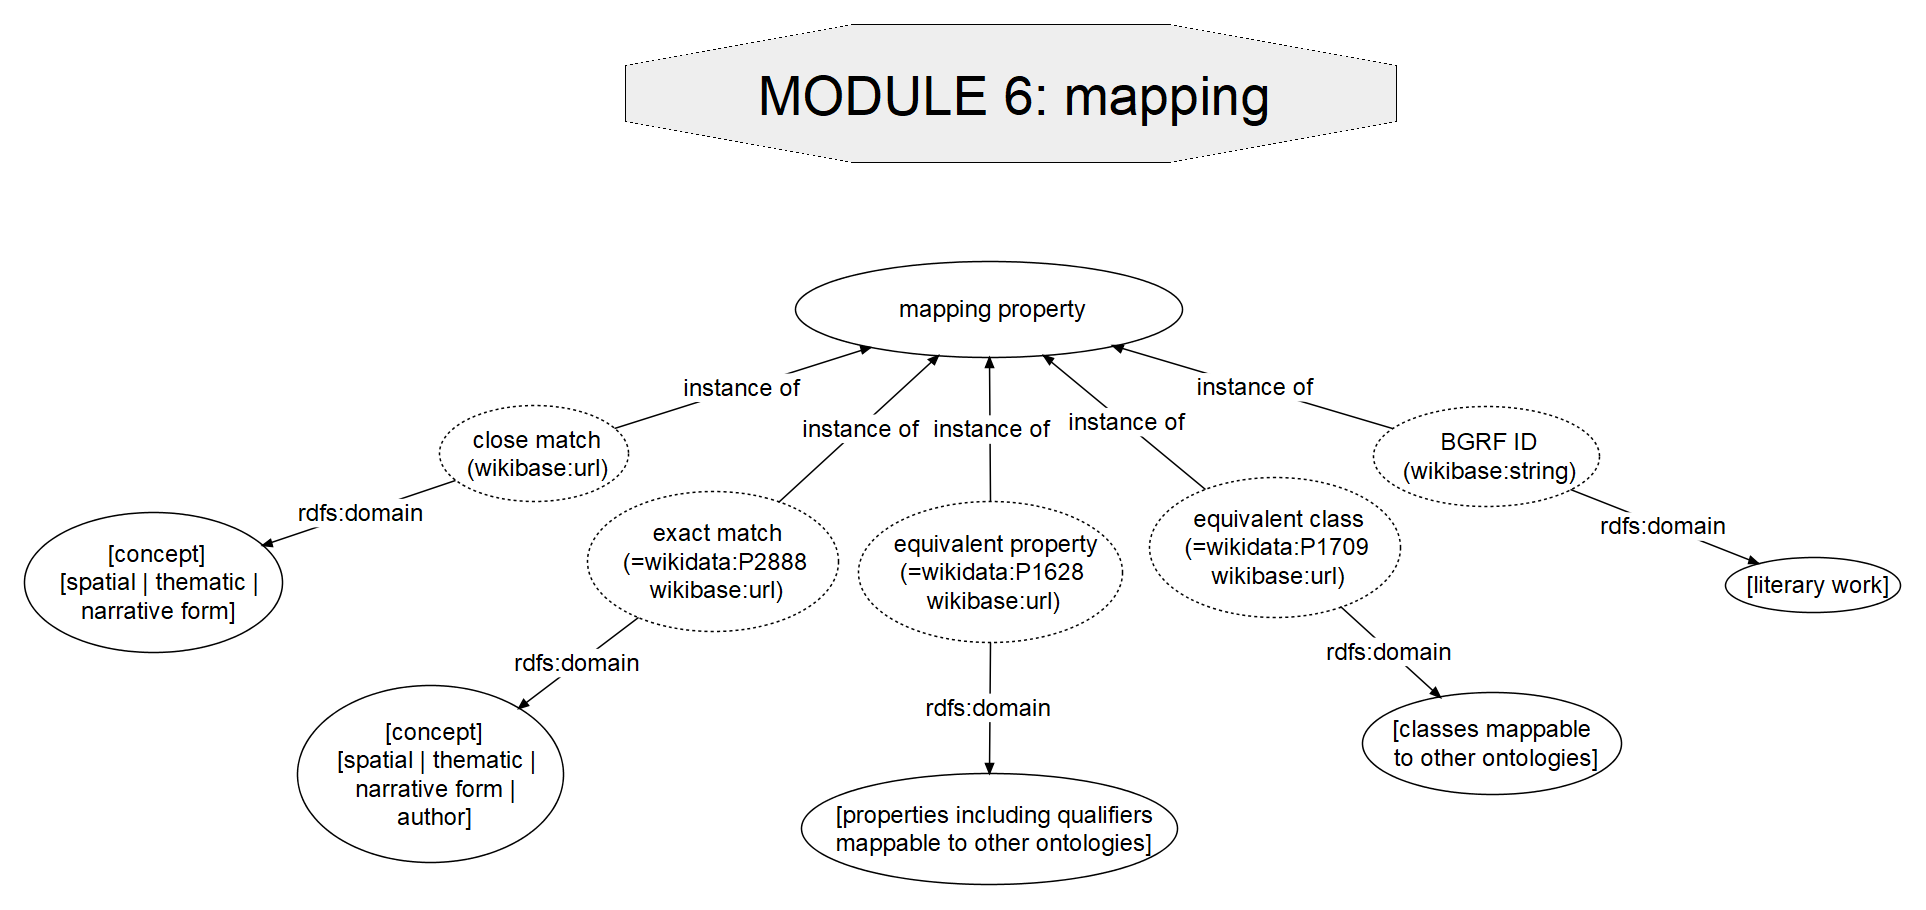 MODULE 6: mapping
mapping property
instance of
instance of
instance of
instance of
instance of
close match
(wikibase:url)
BGRF ID
(wikibase:string)
exact match
(=wikidata:P2888
wikibase:url)
equivalent property
(=wikidata:P1628
wikibase:url)
equivalent class
(=wikidata:P1709
wikibase:url)
rdfs:domain
rdfs:domain
rdfs:domain
rdfs:domain
rdfs:domain
[concept]
[spatial | thematic |
narrative form]
[literary work]
[concept]
[spatial | thematic |
narrative form |
author]
[properties including qualifiers
mappable to other ontologies]
[classes mappable
to other ontologies]